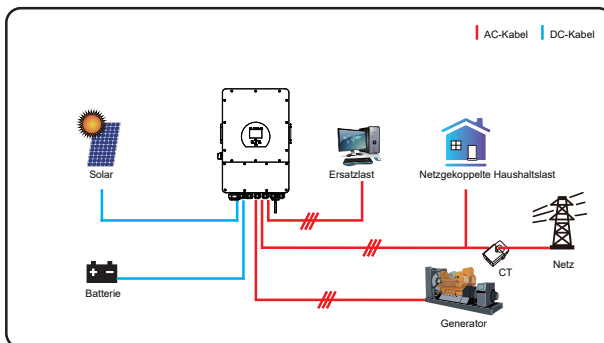 AC-Kabel
DC-Kabel
Solar
Ersatzlast
Netzgekoppelte Haushaltslast
Batterie
CT
Netz
Generator